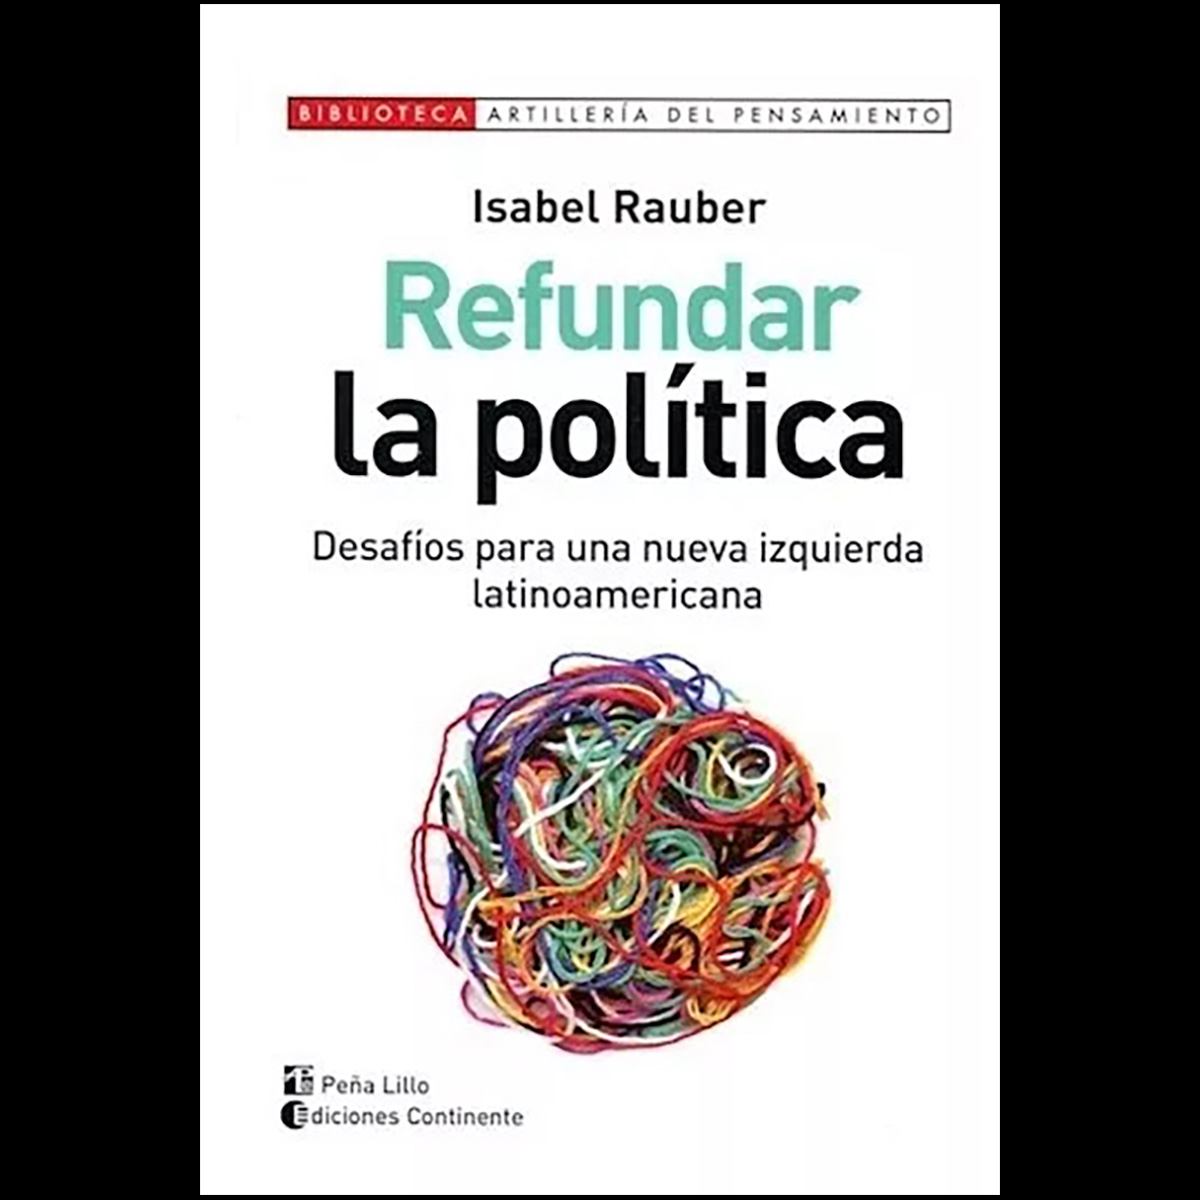 BIBLIOTECA ARTILLERÍA DEL PENSAMIENTO
Isabel Rauber
Refundar
la política
Desafíos para una nueva izquierda
latinoamericana
Peña Lillo
Ediciones Continente